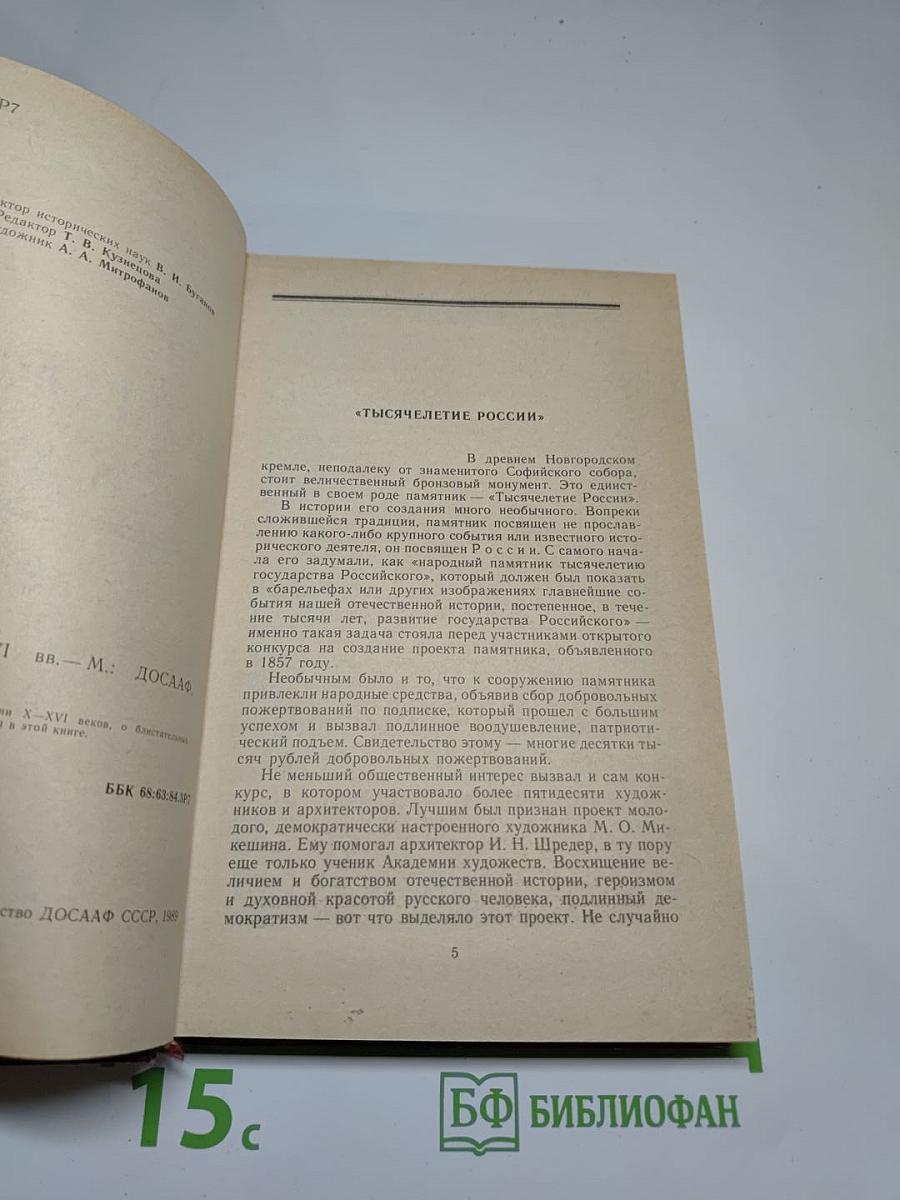 Р7
ктор исторических наук В. И. Буганов
Редактор Т. В. Кузнецова
дожник А. А. Митрофанов
VI вв.— М.: ДОСААФ,
ии X—XVI веков, о блистательных
в этой книге.
ББК 68:63:84.3Р7
ство ДОСААФ СССР, 1989
«ТЫСЯЧЕЛЕТИЕ РОССИИ»
В древнем Новгородском
кремле, неподалеку от знаменитого Софийского собора,
стоит величественный бронзовый монумент. Это единст-
венный в своем роде памятник — «Тысячелетие России».
В истории его создания много необычного. Вопреки
сложившейся традиции, памятник посвящен не прослав-
лению какого-либо крупного события или известного исто-
рического деятеля, он посвящен России. С самого нача-
ла его задумали, как «народный памятник тысячелетию
государства Российского», который должен был показать
в «барельефах или других изображениях главнейшие со-
бытия нашей отечественной истории, постепенное, в тече-
ние тысячи лет, развитие государства Российского» —
именно такая задача стояла перед участниками открытого
конкурса на создание проекта памятника, объявленного
в 1857 году.
Необычным было и то, что к сооружению памятника
привлекли народные средства, объявив сбор добровольных
пожертвований по подписке, который прошел с большим
успехом и вызвал подлинное воодушевление, патриоти-
ческий подъем. Свидетельство этому — многие десятки ты-
сяч рублей добровольных пожертвований.
Не меньший общественный интерес вызвал и сам кон-
курс, в котором участвовало более пятидесяти худож-
ников и архитекторов. Лучшим был признан проект моло-
дого, демократически настроенного художника М. О. Ми-
кешина. Ему помогал архитектор И. Н. Шредер, в ту пору
еще только ученик Академии художеств. Восхищение ве-
личием и богатством отечественной истории, героизмом
и духовной красотой русского человека, подлинный де-
мократизм — вот что выделяло этот проект. Не случайно
5
15 с
БФ БИБЛИОФАН